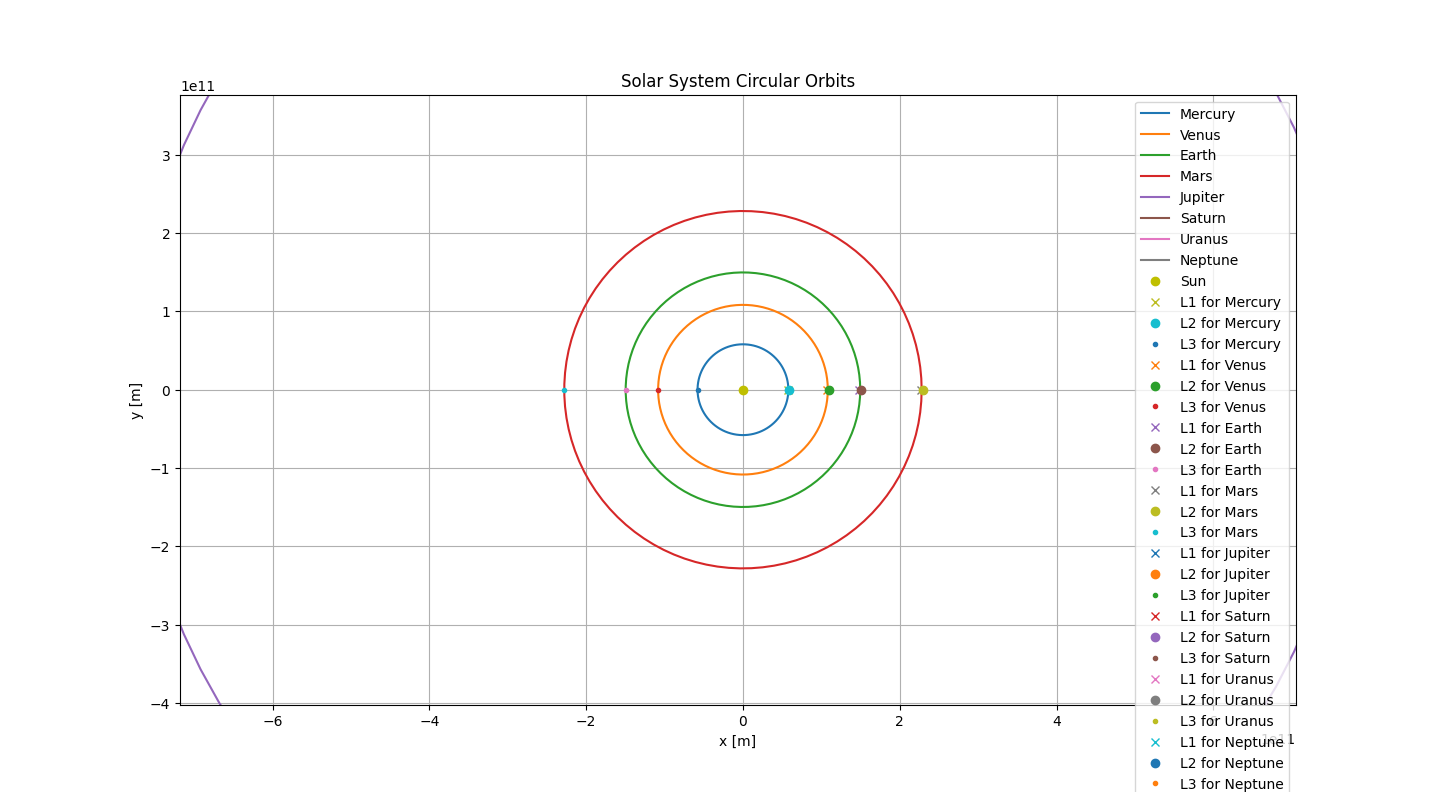 Solar System Circular Orbits
1e11
3
2
1
0
−1
−2
−3
−4
y [m]
−6
−4
−2
0
2
4
x [m]
Mercury
Venus
Earth
Mars
Jupiter
Saturn
Uranus
Neptune
Sun
L1 for Mercury
L2 for Mercury
L3 for Mercury
L1 for Venus
L2 for Venus
L3 for Venus
L1 for Earth
L2 for Earth
L3 for Earth
L1 for Mars
L2 for Mars
L3 for Mars
L1 for Jupiter
L2 for Jupiter
L3 for Jupiter
L1 for Saturn
L2 for Saturn
L3 for Saturn
L1 for Uranus
L2 for Uranus
L3 for Uranus
L1 for Neptune
L2 for Neptune
L3 for Neptune